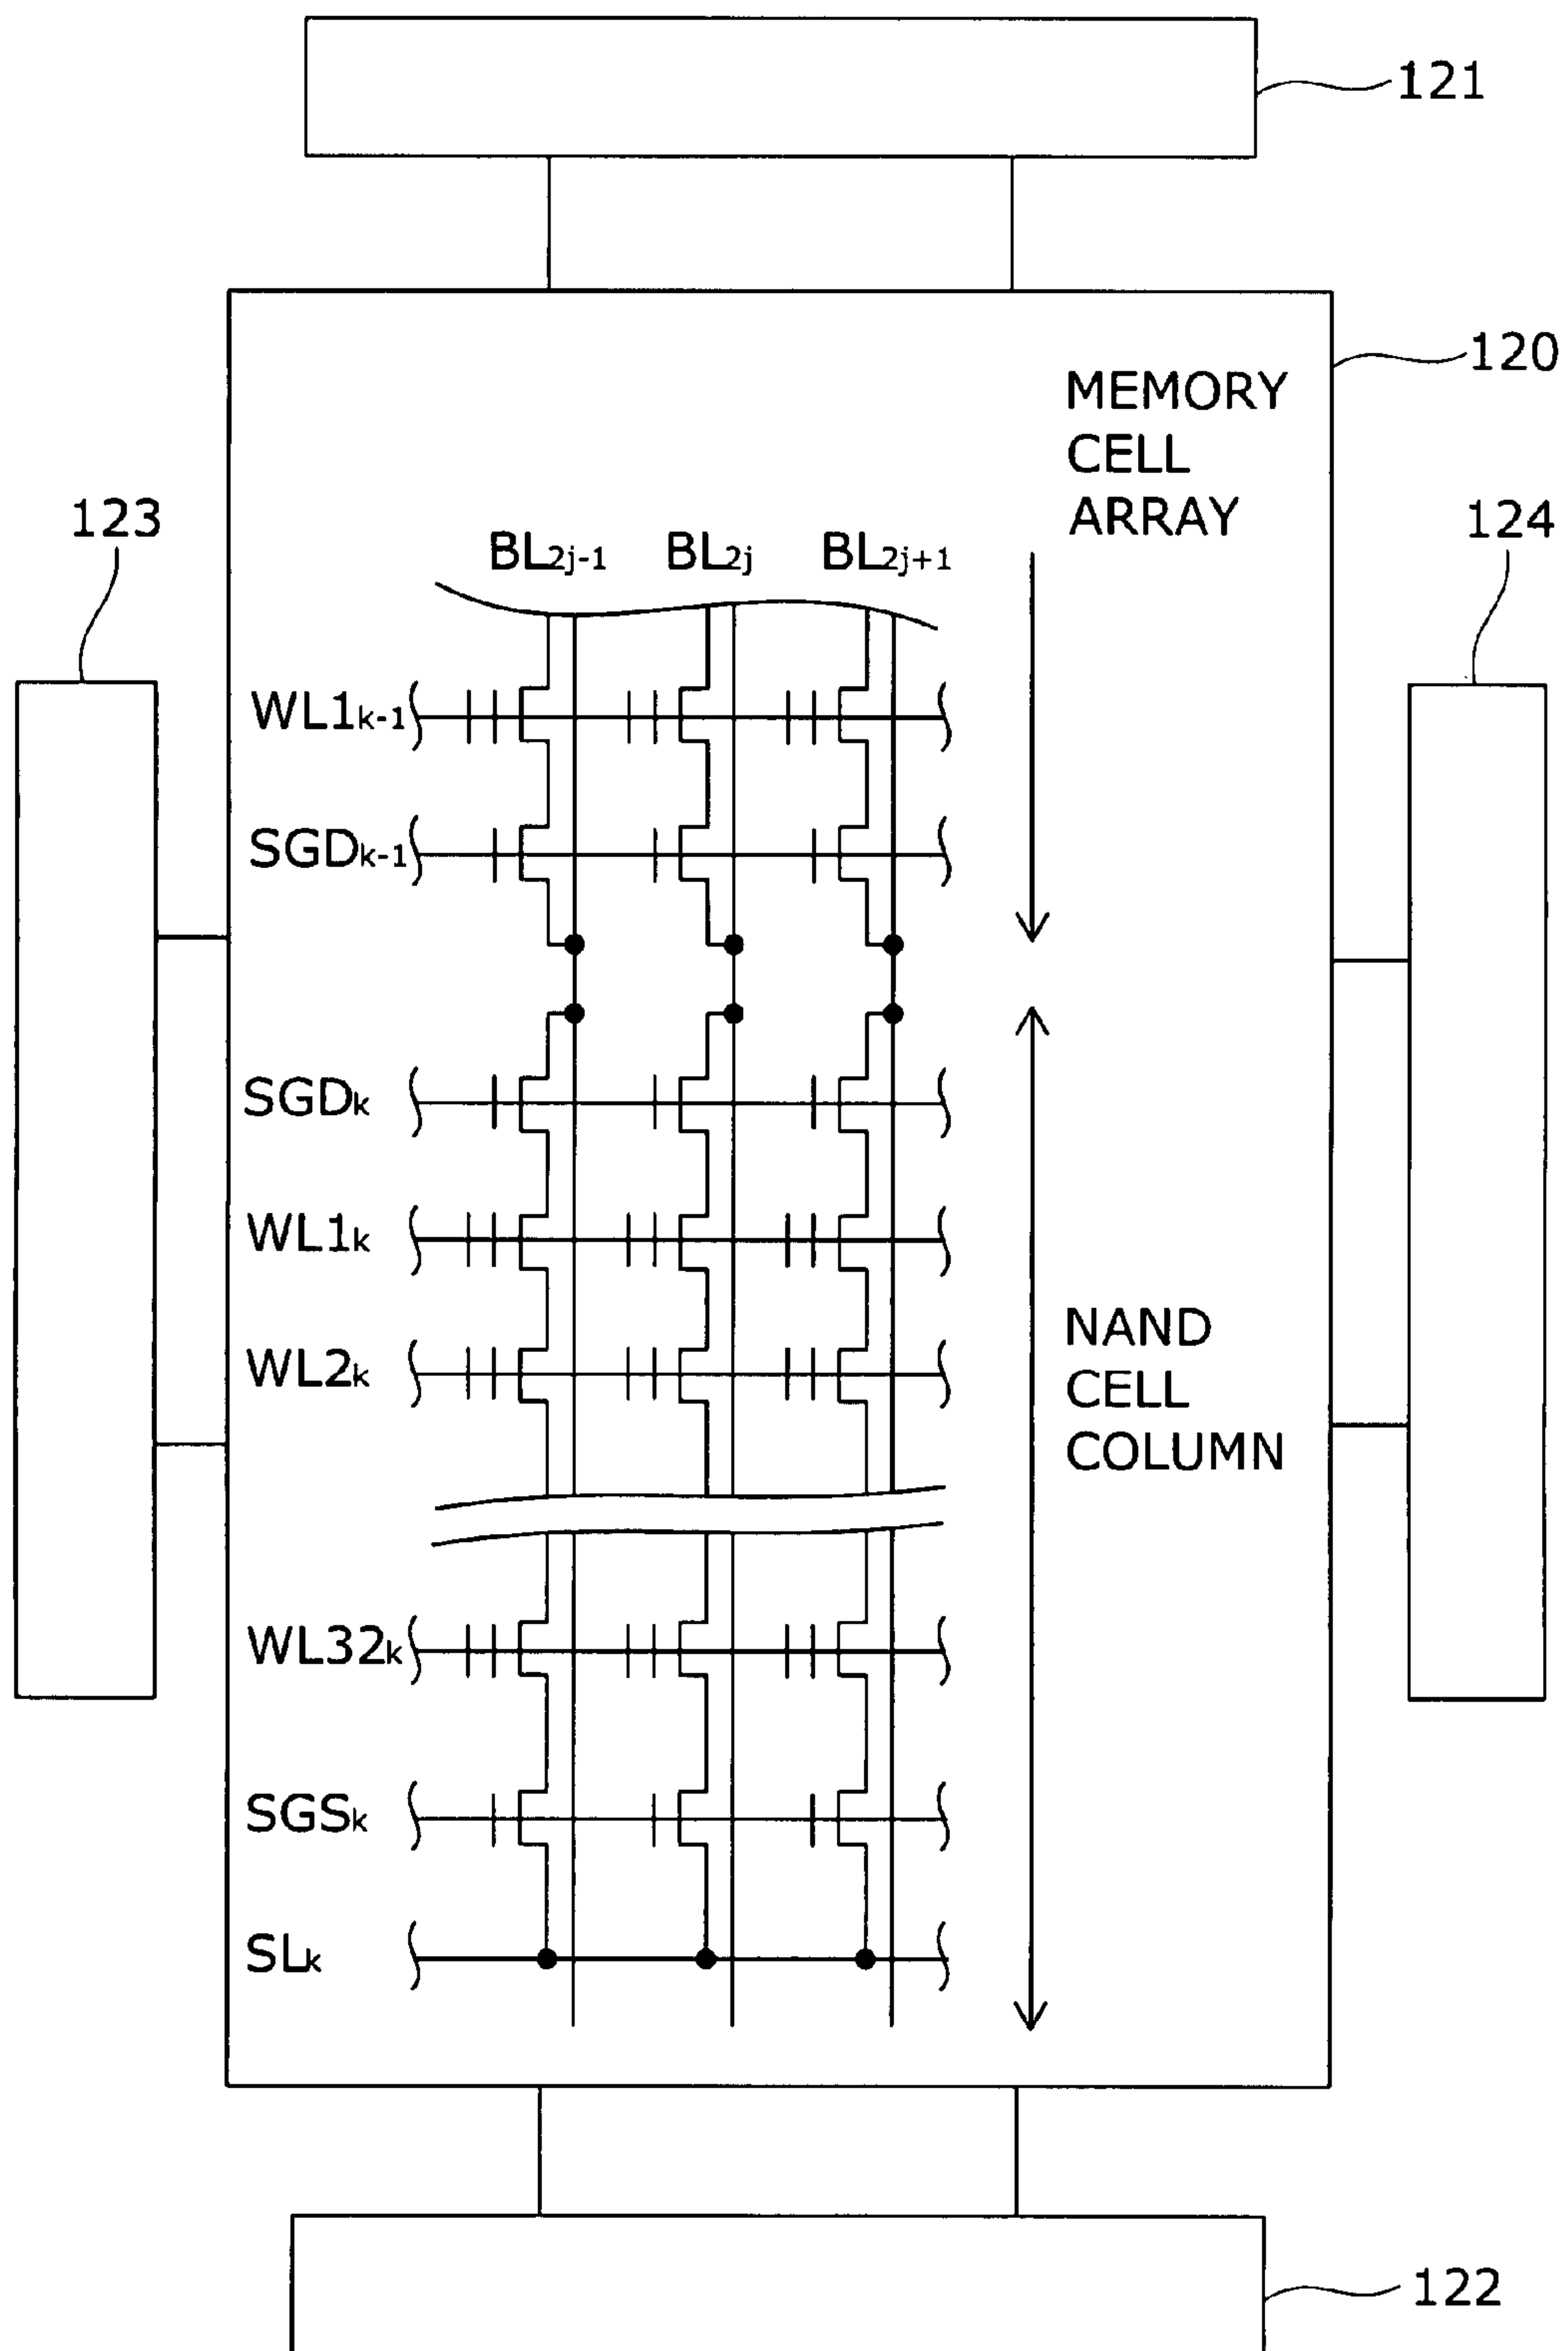 121
120
MEMORY
CELL
ARRAY
123
124
BL2j-1 BL2j BL2j+1
WL1k-1
SGDk-1
SGDk
WL1k
WL2k
NAND
CELL
COLUMN
WL32k
SGSk
SLk
122